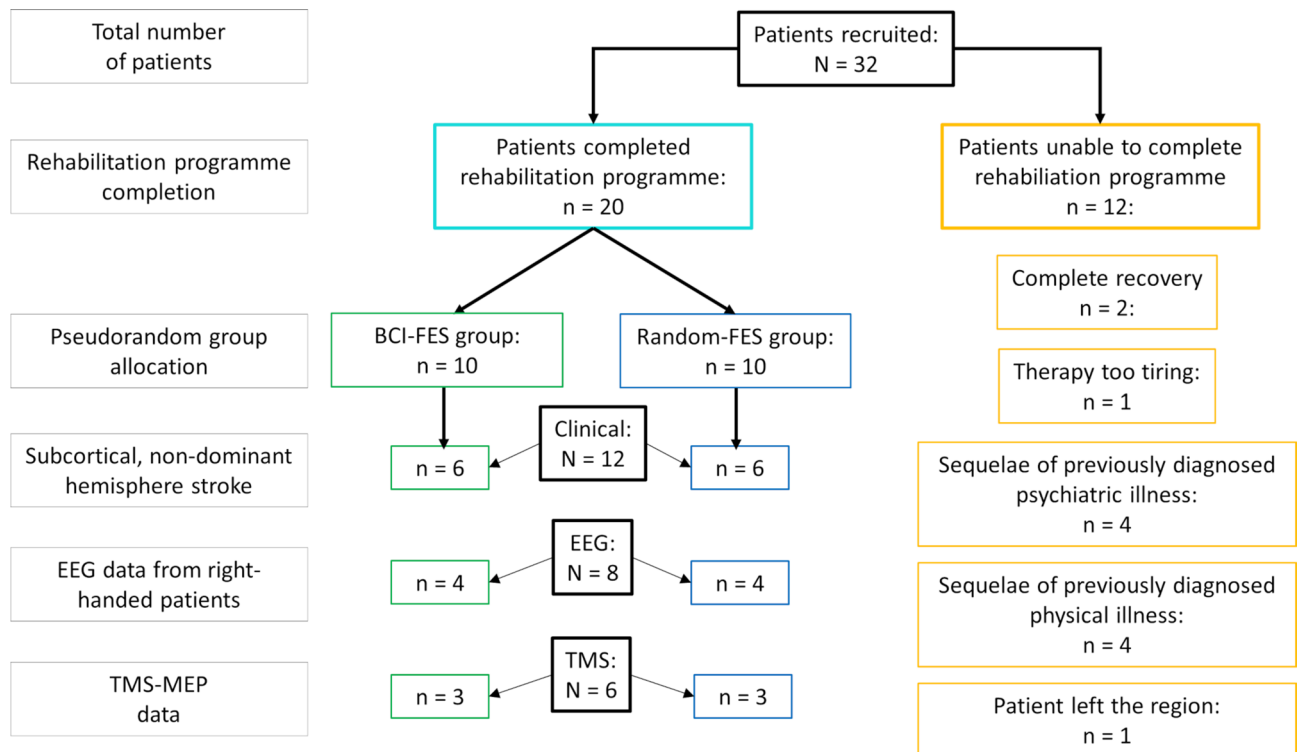 Total number
of patients
Patients recruited:
N = 32
Rehabilitation programme
completion
Patients completed
rehabilitation programme:
n = 20
Patients unable to complete
rehabiliation programme
n = 12:
Complete recovery
n = 2:
Pseudorandom group
allocation
BCI-FES group:
n = 10
Random-FES group:
n = 10
Therapy too tiring:
n = 1
Subcortical, non-dominant
hemisphere stroke
n = 6
Clinical:
N = 12
n = 6
Sequelae of previously diagnosed
psychiatric illness:
n = 4
EEG data from right-
handed patients
n = 4
EEG:
N = 8
n = 4
Sequelae of previously diagnosed
physical illness:
n = 4
TMS-MEP
data
n = 3
TMS:
N = 6
n = 3
Patient left the region:
n = 1